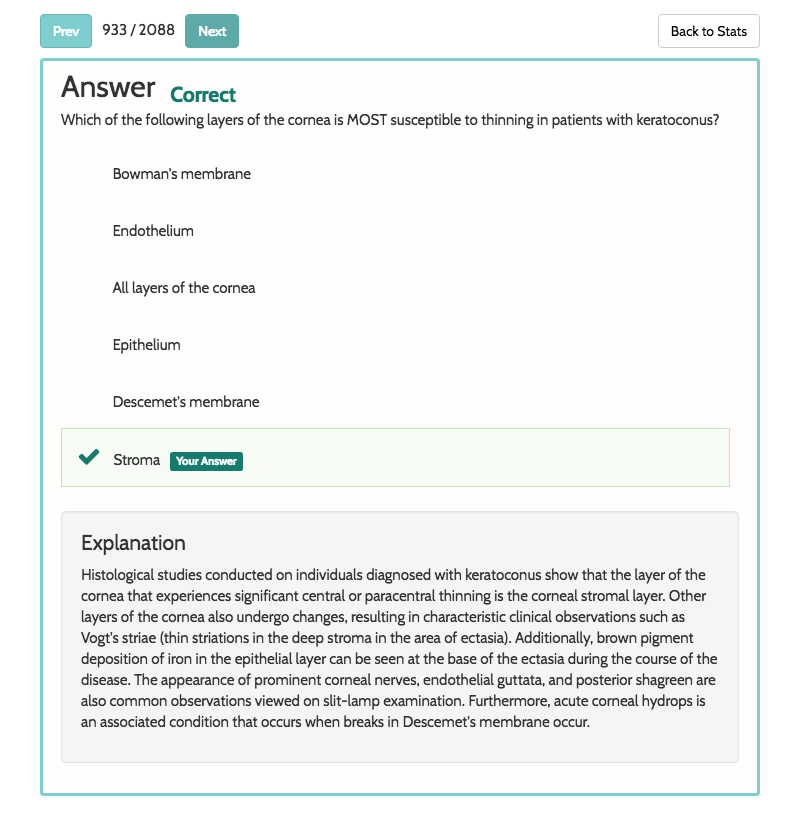 Prev 933 / 2088 Next Back to Stats
Answer Correct
Which of the following layers of the cornea is MOST susceptible to thinning in patients with keratoconus?
Bowman's membrane
Endothelium
All layers of the cornea
Epithelium
Descemet's membrane
Stroma Your Answer
Explanation
Histological studies conducted on individuals diagnosed with keratoconus show that the layer of the
cornea that experiences significant central or paracentral thinning is the corneal stromal layer. Other
layers of the cornea also undergo changes, resulting in characteristic clinical observations such as
Vogt's striae (thin striations in the deep stroma in the area of ectasia). Additionally, brown pigment
deposition of iron in the epithelial layer can be seen at the base of the ectasia during the course of the
disease. The appearance of prominent corneal nerves, endothelial guttata, and posterior shagreen are
also common observations viewed on slit-lamp examination. Furthermore, acute corneal hydrops is
an associated condition that occurs when breaks in Descemet's membrane occur.